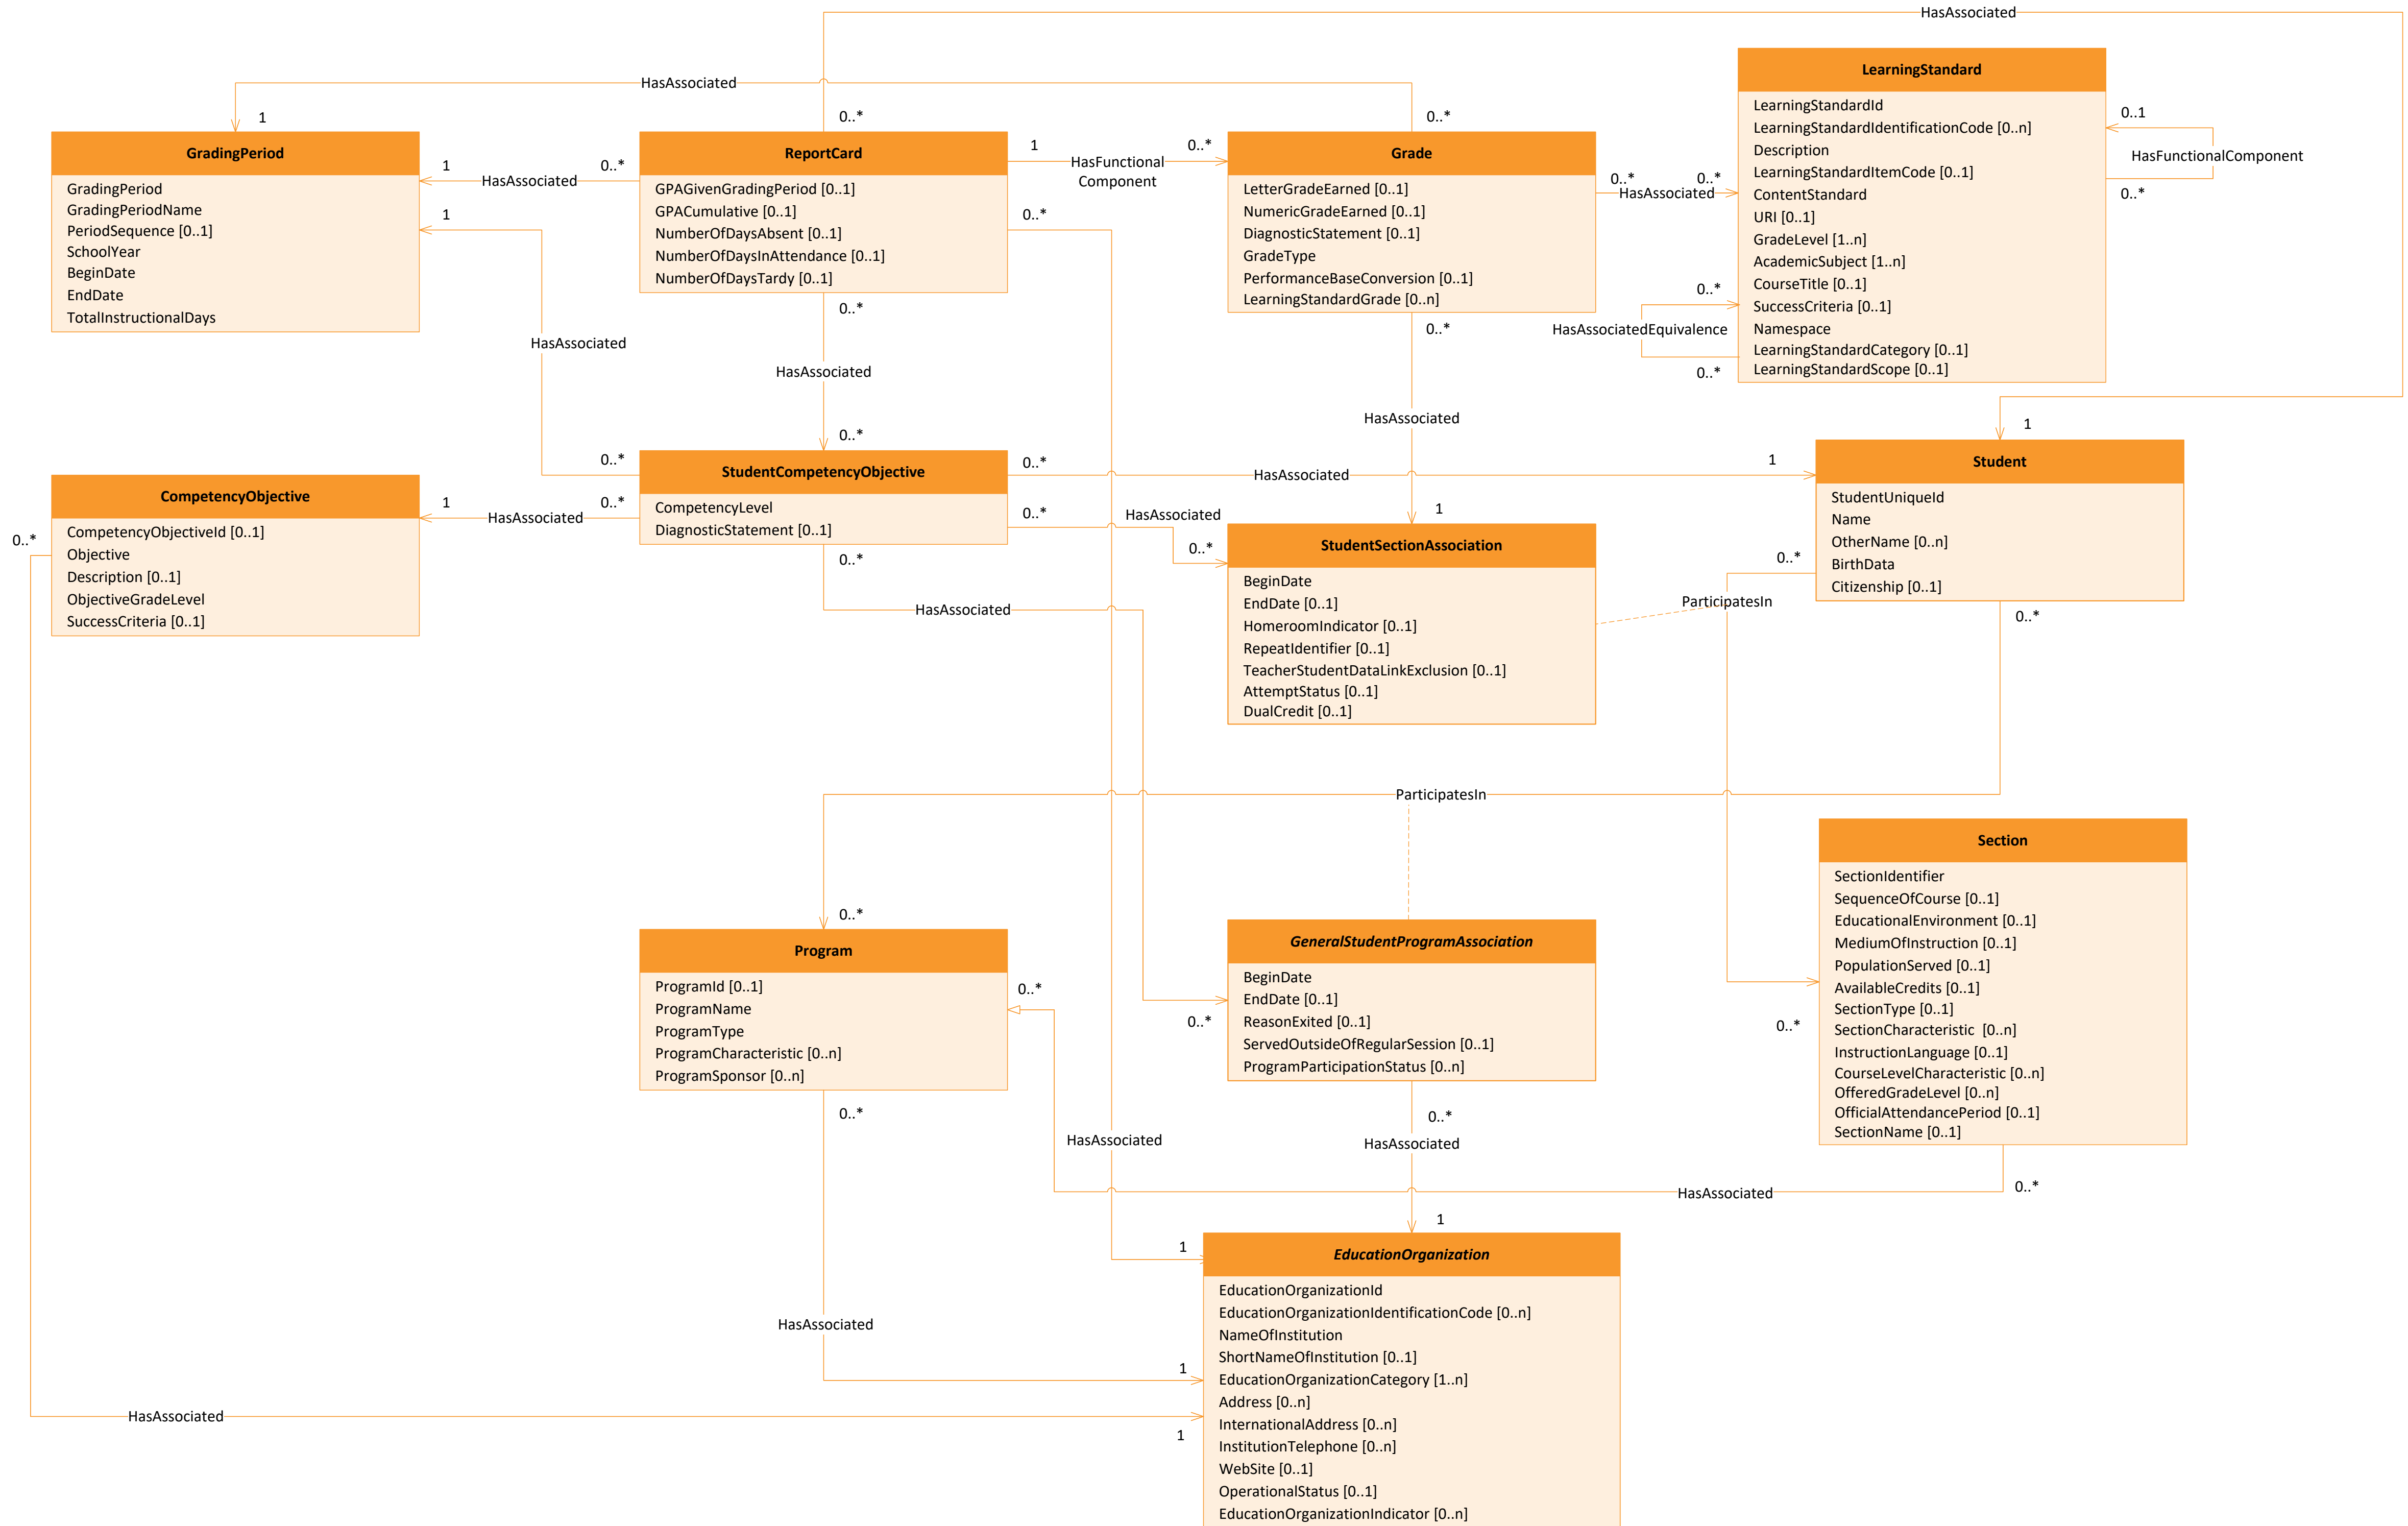 HasAssociated
HasAssociated
1
0..*
0..*
LearningStandard
LearningStandardId
LearningStandardIdentificationCode [0..n]
Description
LearningStandardItemCode [0..1]
ContentStandard
URI [0..1]
GradeLevel [1..n]
AcademicSubject [1..n]
CourseTitle [0..1]
SuccessCriteria [0..1]
Namespace
LearningStandardCategory [0..1]
LearningStandardScope [0..1]
0..1
HasFunctionalComponent
0..*
0..*
HasAssociatedEquivalence
0..*
GradingPeriod
GradingPeriod
GradingPeriodName
PeriodSequence [0..1]
SchoolYear
BeginDate
EndDate
TotalInstructionalDays
1
HasAssociated
0..*
1
HasAssociated
ReportCard
GPAGivenGradingPeriod [0..1]
GPACumulative [0..1]
NumberOfDaysAbsent [0..1]
NumberOfDaysInAttendance [0..1]
NumberOfDaysTardy [0..1]
1
HasFunctional
Component
0..*
0..*
0..*
HasAssociated
0..*
Grade
LetterGradeEarned [0..1]
NumericGradeEarned [0..1]
DiagnosticStatement [0..1]
GradeType
PerformanceBaseConversion [0..1]
LearningStandardGrade [0..n]
0..*
HasAssociated
0..*
0..*
HasAssociated
1
1
CompetencyObjective
CompetencyObjectiveId [0..1]
Objective
Description [0..1]
ObjectiveGradeLevel
SuccessCriteria [0..1]
0..*
1
HasAssociated
0..*
0..*
StudentCompetencyObjective
CompetencyLevel
DiagnosticStatement [0..1]
0..*
HasAssociated
1
0..*
HasAssociated
0..*
0..*
HasAssociated
StudentSectionAssociation
BeginDate
EndDate [0..1]
HomeroomIndicator [0..1]
RepeatIdentifier [0..1]
TeacherStudentDataLinkExclusion [0..1]
AttemptStatus [0..1]
DualCredit [0..1]
Student
StudentUniqueId
Name
OtherName [0..n]
BirthData
Citizenship [0..1]
0..*
ParticipatesIn
0..*
ParticipatesIn
0..*
Program
ProgramId [0..1]
ProgramName
ProgramType
ProgramCharacteristic [0..n]
ProgramSponsor [0..n]
0..*
0..*
GeneralStudentProgramAssociation
BeginDate
EndDate [0..1]
ReasonExited [0..1]
ServedOutsideOfRegularSession [0..1]
ProgramParticipationStatus [0..n]
0..*
0..*
HasAssociated
1
Section
SectionIdentifier
SequenceOfCourse [0..1]
EducationalEnvironment [0..1]
MediumOfInstruction [0..1]
PopulationServed [0..1]
AvailableCredits [0..1]
SectionType [0..1]
SectionCharacteristic [0..n]
InstructionLanguage [0..1]
CourseLevelCharacteristic [0..n]
OfferedGradeLevel [0..n]
OfficialAttendancePeriod [0..1]
SectionName [0..1]
0..*
0..*
HasAssociated
HasAssociated
1
HasAssociated
1
HasAssociated
1
EducationOrganization
EducationOrganizationId
EducationOrganizationIdentificationCode [0..n]
NameOfInstitution
ShortNameOfInstitution [0..1]
EducationOrganizationCategory [1..n]
Address [0..n]
InternationalAddress [0..n]
InstitutionTelephone [0..n]
WebSite [0..1]
OperationalStatus [0..1]
EducationOrganizationIndicator [0..n]